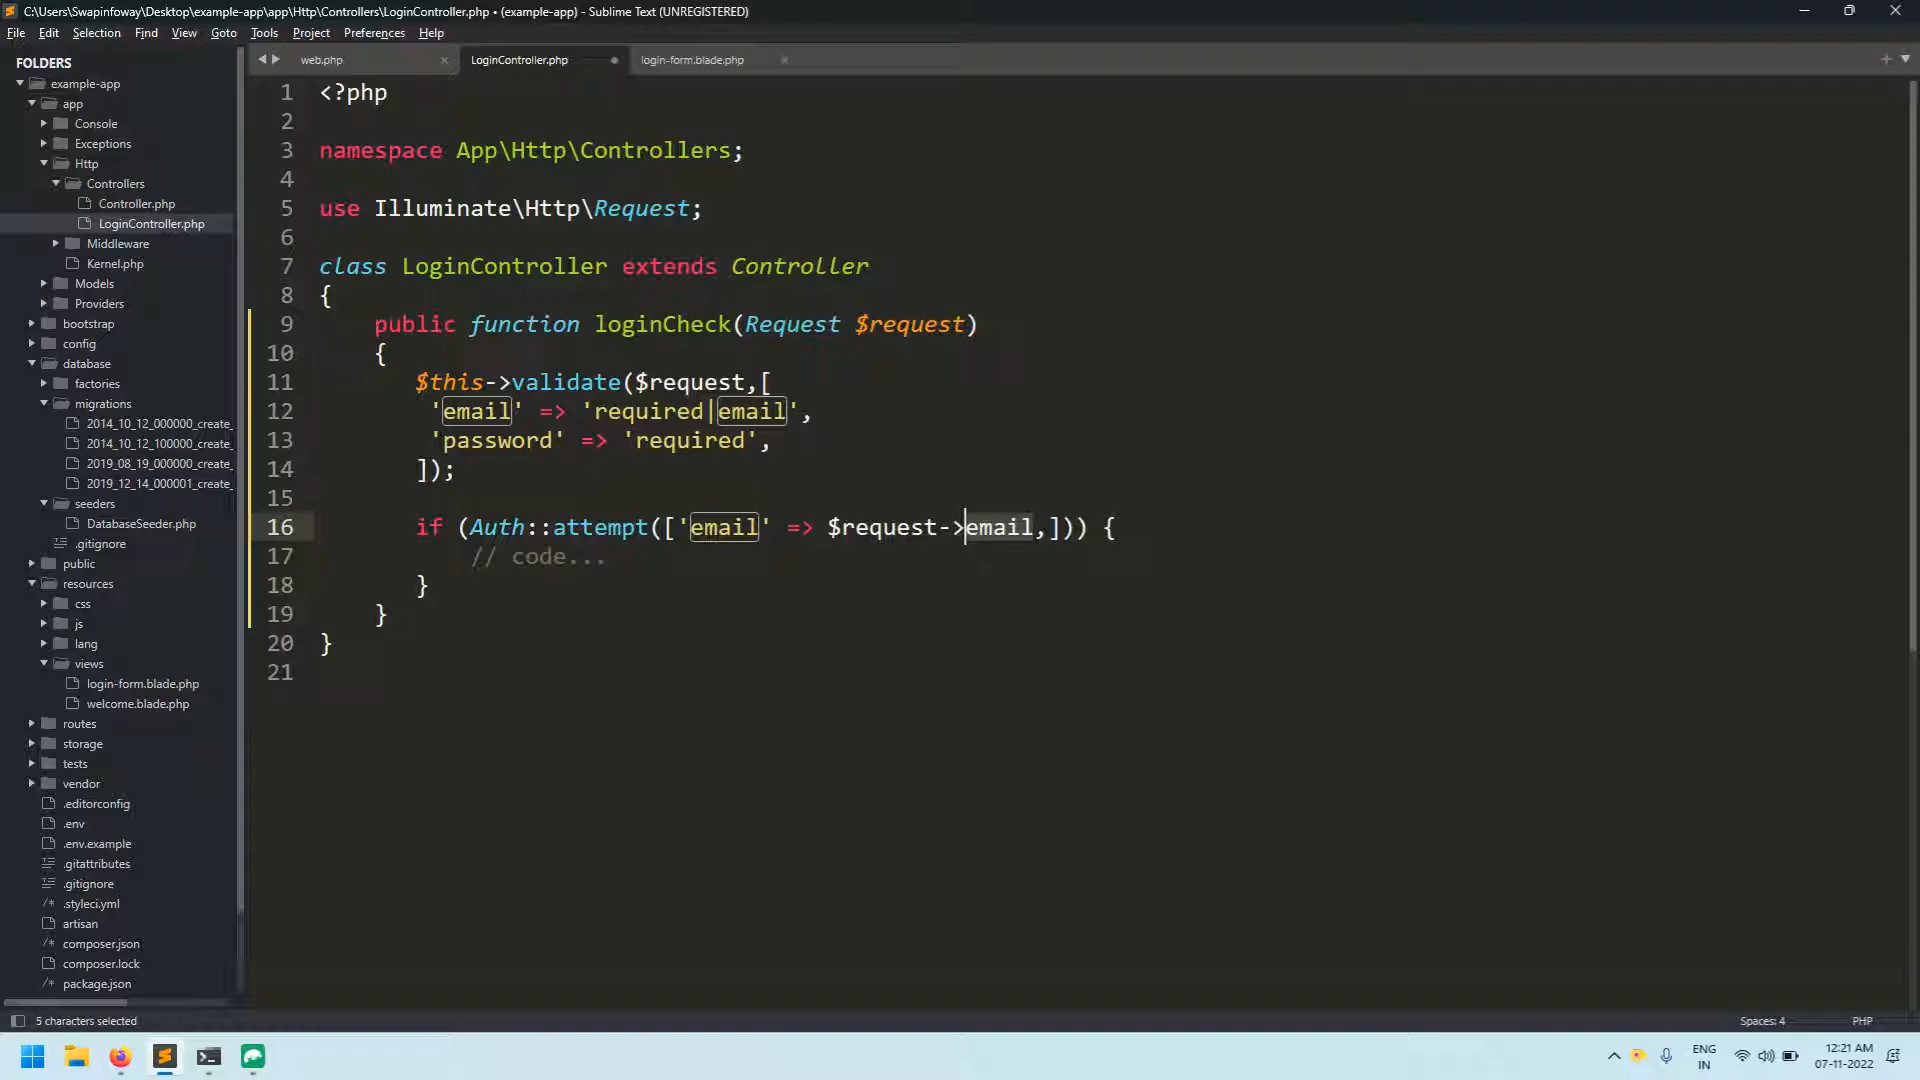 C:\Users\Swapinfoway\Desktop\example-app\app\Http\Controllers\LoginController.php • (example-app) - Sublime Text (UNREGISTERED)
File Edit Selection Find View Goto Tools Project Preferences Help
FOLDERS
example-app
app
Console
Exceptions
Http
Controllers
Controller.php
LoginController.php
Middleware
Kernel.php
Models
Providers
bootstrap
config
database
factories
migrations
2014_10_12_000000_create_
2014_10_12_100000_create_
2019_08_19_000000_create_
2019_12_14_000001_create_
seeders
DatabaseSeeder.php
.gitignore
public
resources
css
js
lang
views
login-form.blade.php
welcome.blade.php
routes
storage
tests
vendor
.editorconfig
.env
.env.example
.gitattributes
.gitignore
.styleci.yml
artisan
composer.json
composer.lock
package.json
web.php LoginController.php login-form.blade.php
1 <?php
2
3 namespace App\Http\Controllers;
4
5 use Illuminate\Http\Request;
6
7 class LoginController extends Controller
8 {
9 public function loginCheck(Request $request)
10 {
11 $this->validate($request,[
12 'email' => 'required|email',
13 'password' => 'required',
14 ]);
15
16 if (Auth::attempt(['email' => $request->email,])) {
17 // code...
18 }
19 }
20 }
21
5 characters selected Spaces: 4 PHP
ENG
IN
12:21 AM
07-11-2022